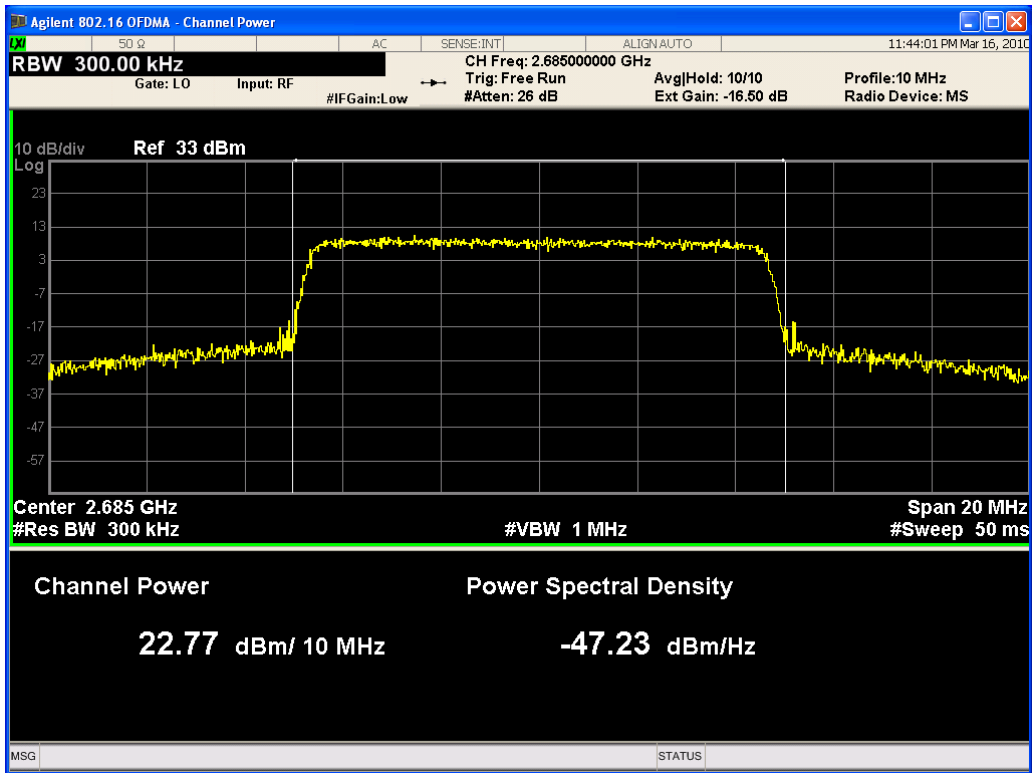 Agilent 802.16 OFDMA - Channel Power
LXI 50 Ω AC SENSE:INT ALIGN AUTO 11:44:01 PM Mar 16, 2010
RBW 300.00 kHz
Gate: LO Input: RF
#IFGain:Low
CH Freq: 2.685000000 GHz
Trig: Free Run
#Atten: 26 dB
Avg|Hold: 10/10
Ext Gain: -16.50 dB
Profile:10 MHz
Radio Device: MS
10 dB/div Ref 33 dBm
Log
23
13
3
-7
-17
-27
-37
-47
-57
Center 2.685 GHz Span 20 MHz
#Res BW 300 kHz #VBW 1 MHz #Sweep 50 ms
Channel Power Power Spectral Density
22.77 dBm/ 10 MHz -47.23 dBm/Hz
MSG STATUS